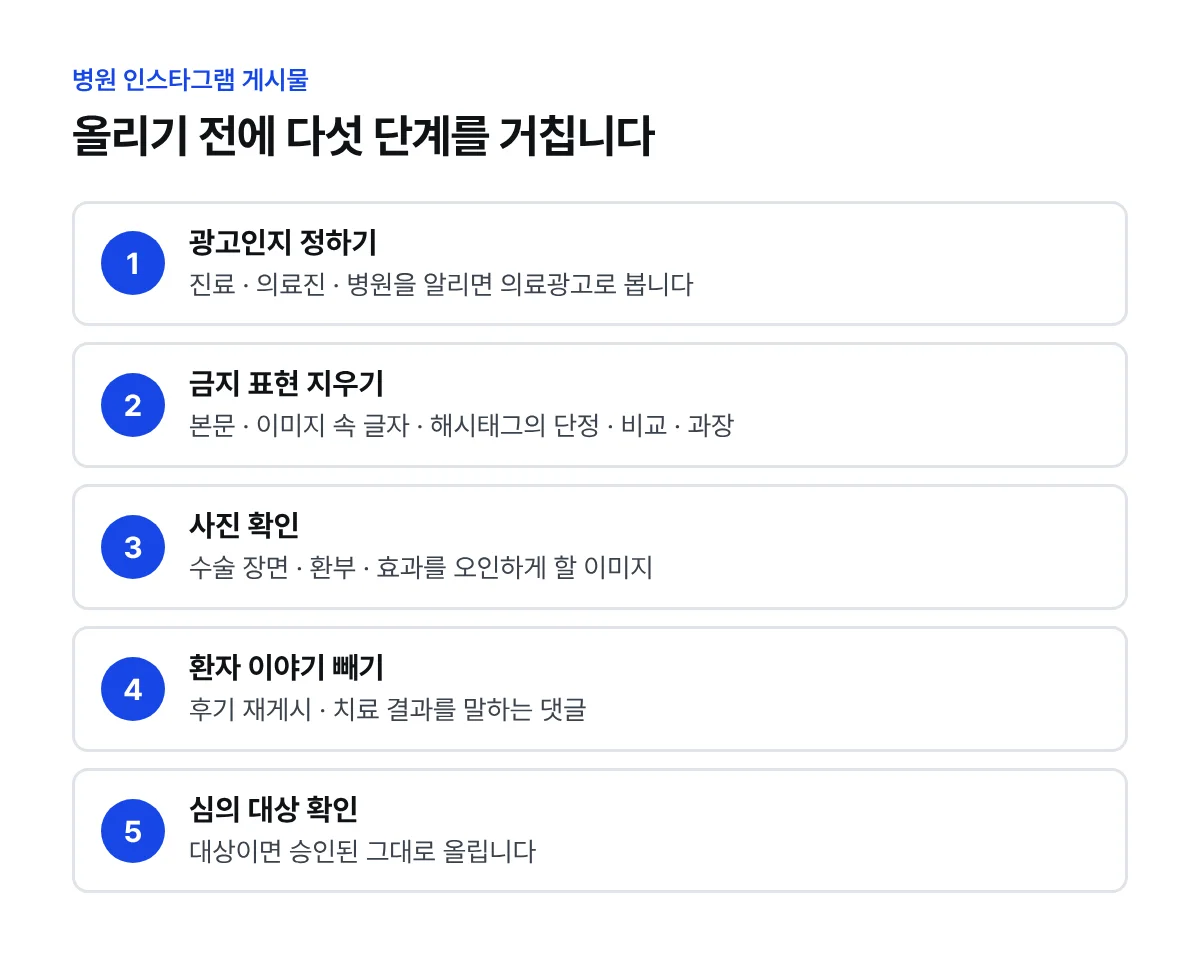 병원 인스타그램 게시물
올리기 전에 다섯 단계를 거칩니다
1
광고인지 정하기
진료 · 의료진 · 병원을 알리면 의료광고로 봅니다
2
금지 표현 지우기
본문 · 이미지 속 글자 · 해시태그의 단정 · 비교 · 과장
3
사진 확인
수술 장면 · 환부 · 효과를 오인하게 할 이미지
4
환자 이야기 빼기
후기 재게시 · 치료 결과를 말하는 댓글
5
심의 대상 확인
대상이면 승인된 그대로 올립니다